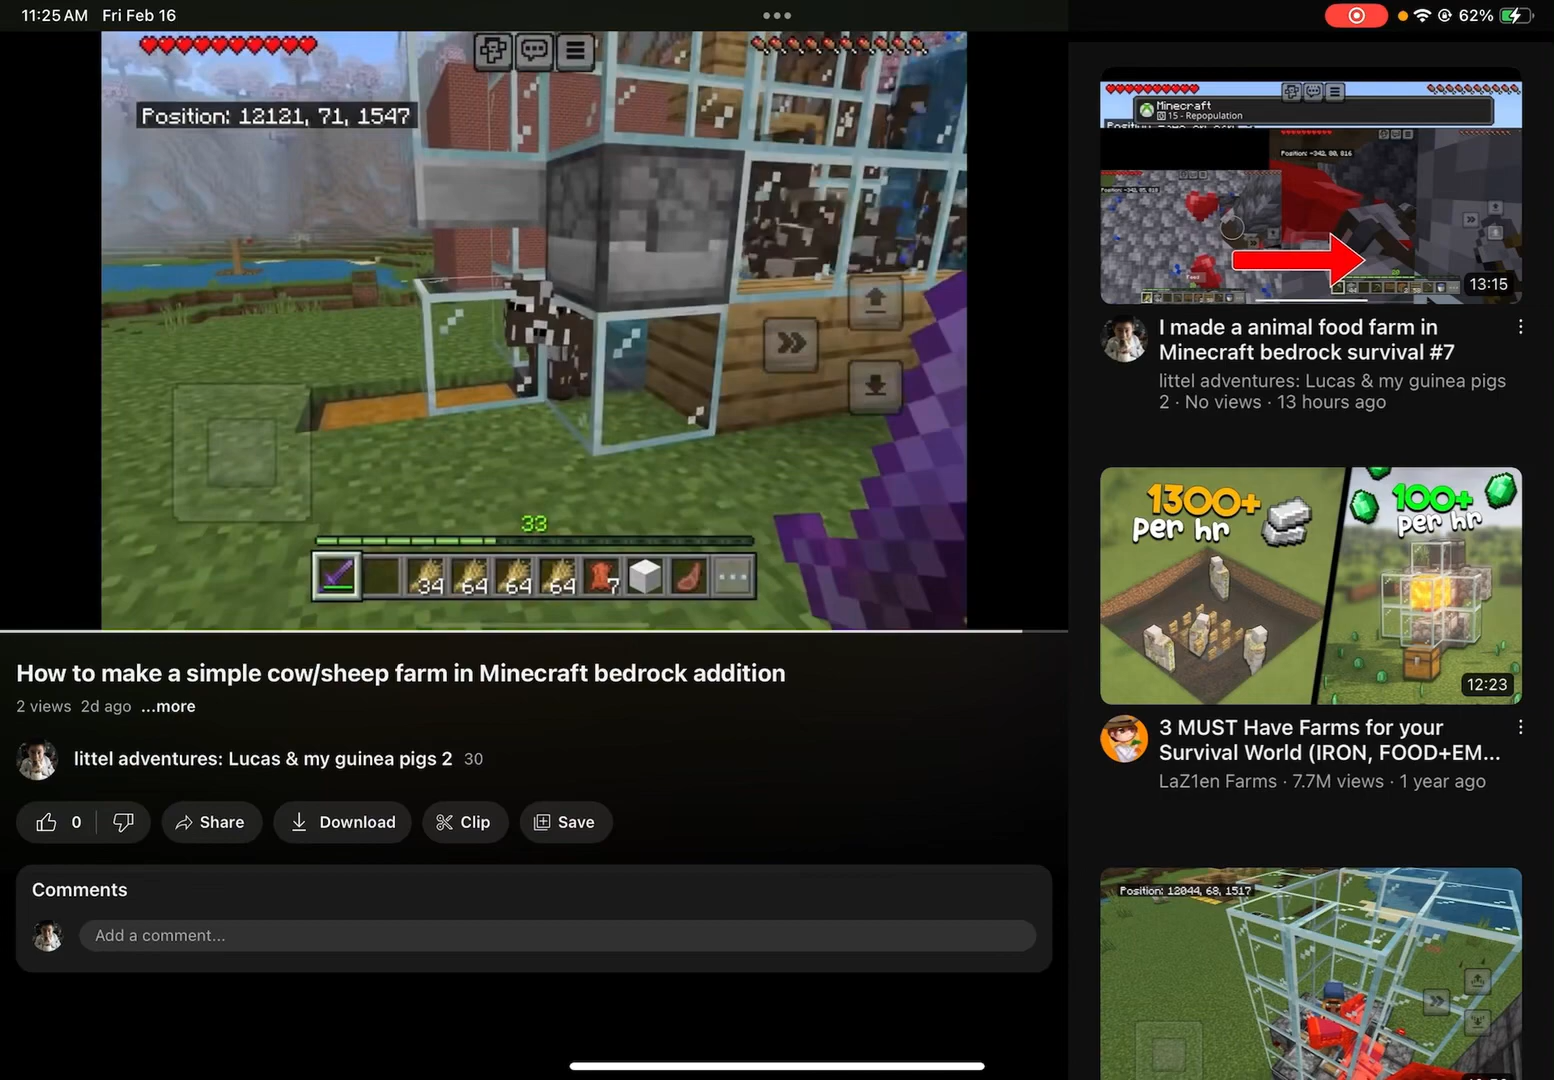 11:25 AM Fri Feb 16
62%
Position: 12121, 71, 1547
33
34 64 64 64 7
How to make a simple cow/sheep farm in Minecraft bedrock addition
2 views 2d ago ...more
littel adventures: Lucas & my guinea pigs 2 30
0
Share
Download
Clip
Save
Comments
Add a comment...
Minecraft
15 - Repopulation
13:15
I made a animal food farm in
Minecraft bedrock survival #7
littel adventures: Lucas & my guinea pigs
2 · No views · 13 hours ago
1300+
per hr
100+
per hr
12:23
3 MUST Have Farms for your
Survival World (IRON, FOOD+EM...
LaZ1en Farms · 7.7M views · 1 year ago
Position: 12044, 68, 1517